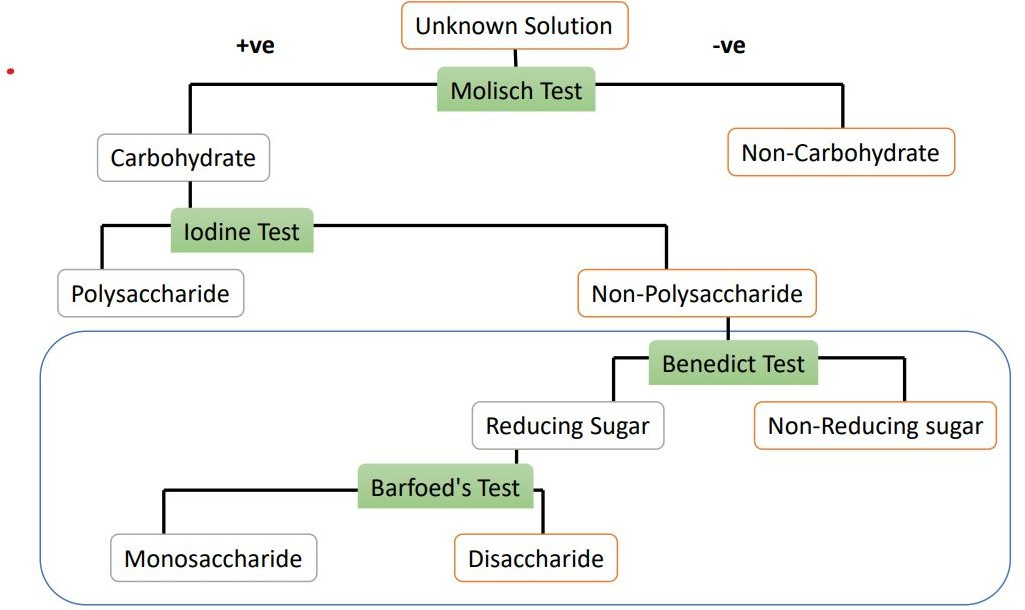 Unknown Solution
+ve
-ve
Molisch Test
Carbohydrate
Non-Carbohydrate
Iodine Test
Polysaccharide
Non-Polysaccharide
Benedict Test
Reducing Sugar
Non-Reducing sugar
Barfoed's Test
Monosaccharide
Disaccharide